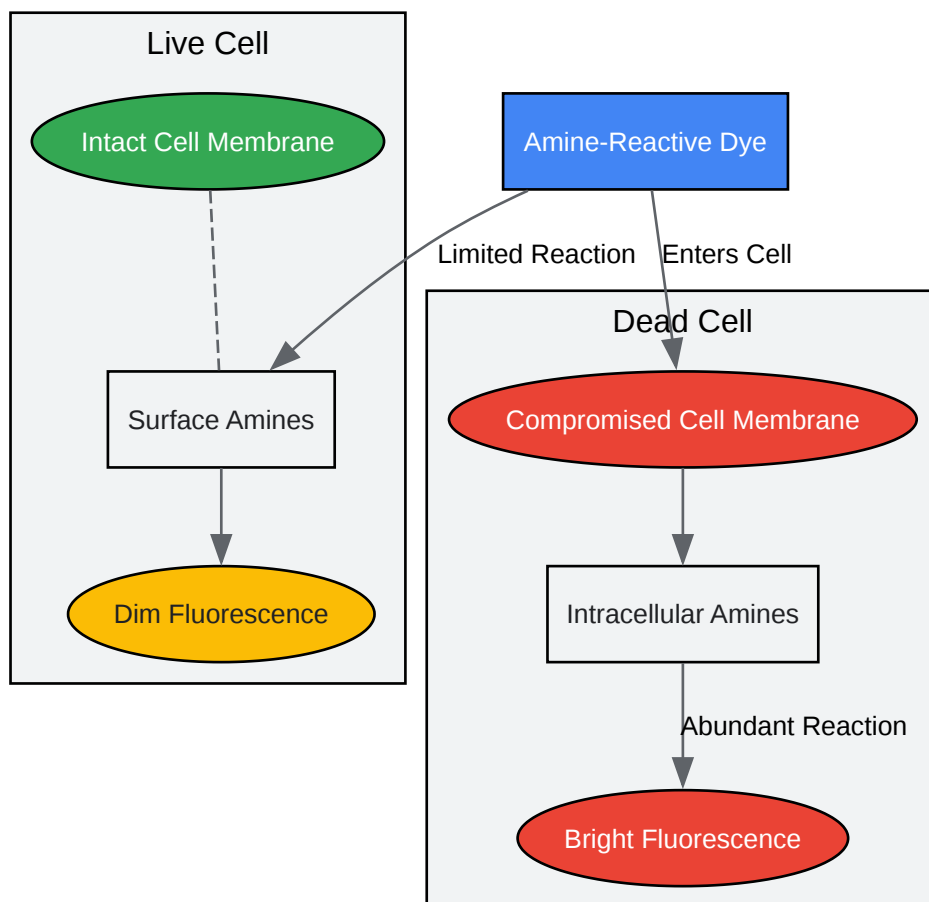 Live Cell
Intact Cell Membrane
Amine-Reactive Dye
Limited Reaction
Enters Cell
Dead Cell
Surface Amines
Compromised Cell Membrane
Dim Fluorescence
Intracellular Amines
Abundant Reaction
Bright Fluorescence